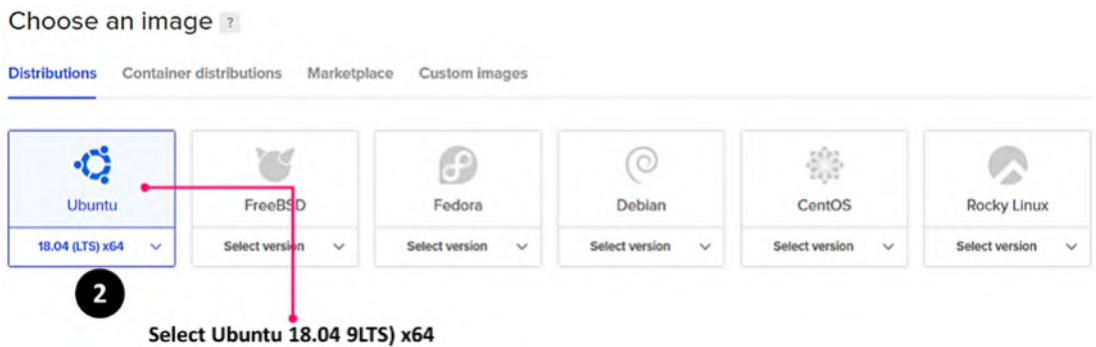 Choose an image ?
Distributions Container distributions Marketplace Custom images
Ubuntu FreeBSD Fedora Debian CentOS Rocky Linux
18.04 (LTS) x64 Select version Select version Select version Select version Select version
2
Select Ubuntu 18.04 9LTS) x64